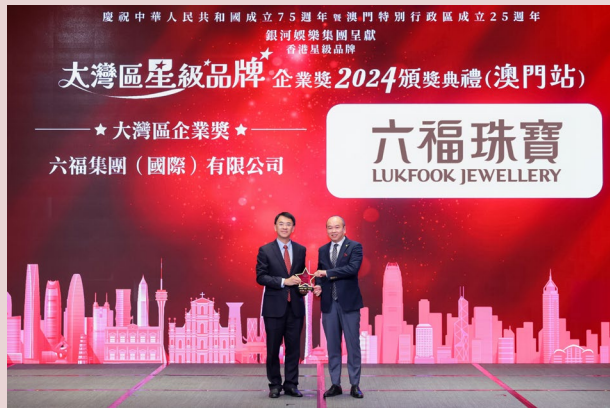 慶祝中華人民共和國成立75週年暨澳門特別行政區成立25週年
銀河娛樂集團呈獻
香港星級品牌
大灣區星級品牌企業獎2024頒獎典禮(澳門站)
★大灣區企業獎★
六福集團（國際）有限公司
六福珠寶
LUKFOOK JEWELLERY